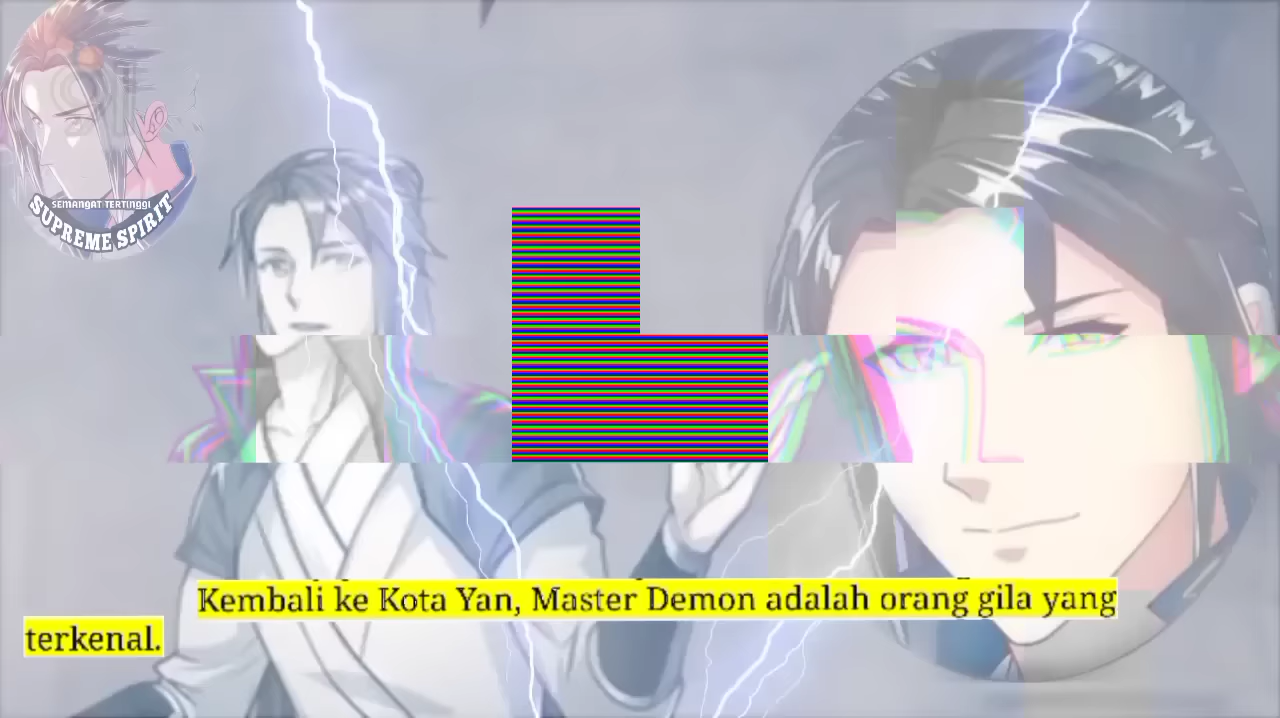 SEMANGAT TERTINGGI
SUPREME SPIRIT
Kembali ke Kota Yan, Master Demon adalah orang gila yang
terkenal.